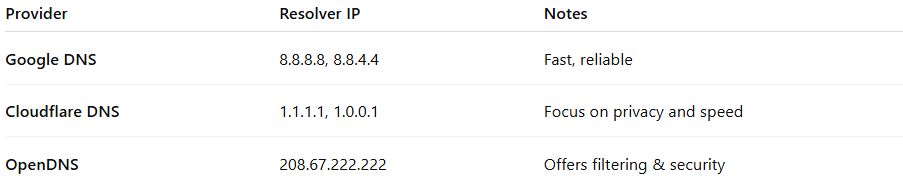 Provider Resolver IP Notes
Google DNS 8.8.8.8, 8.8.4.4 Fast, reliable
Cloudflare DNS 1.1.1.1, 1.0.0.1 Focus on privacy and speed
OpenDNS 208.67.222.222 Offers filtering & security